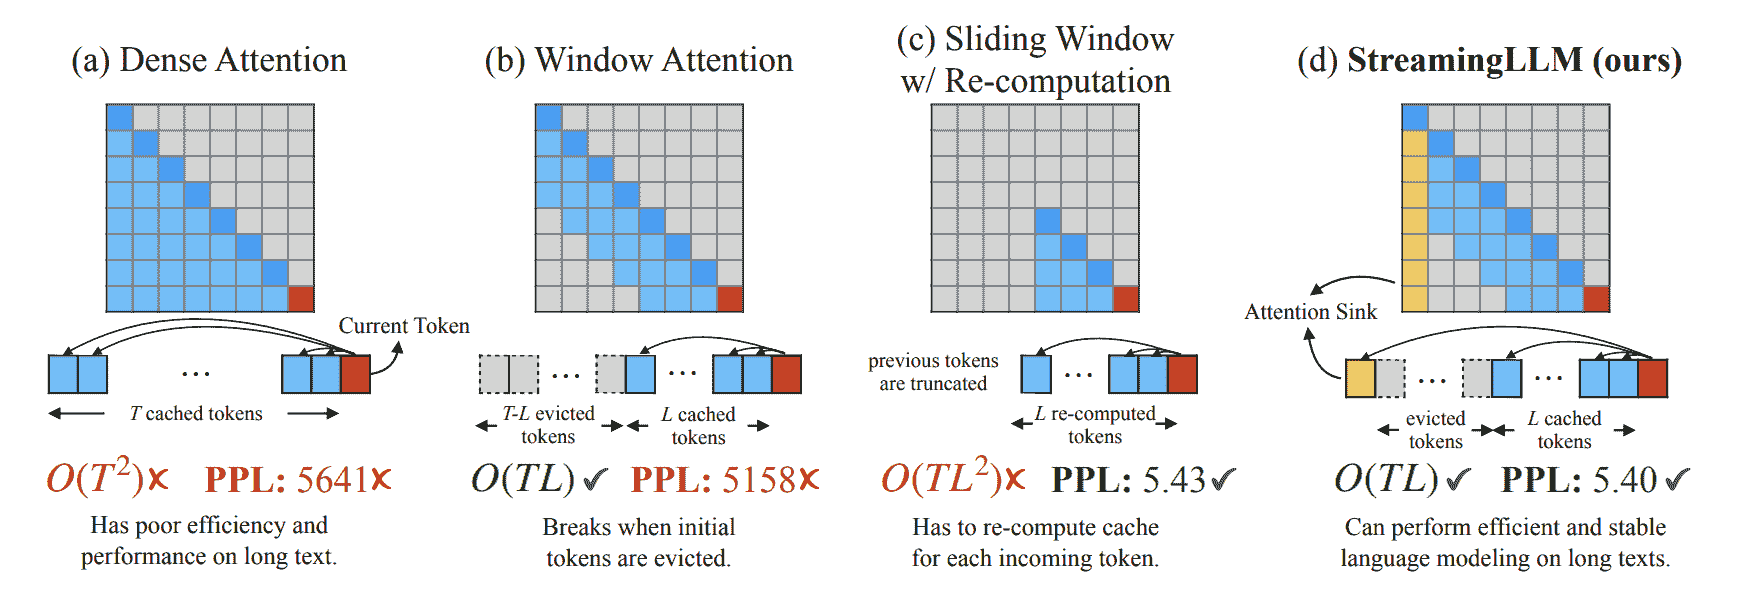 (a) Dense Attention
Current Token
...
T cached tokens
O(T²)✘ PPL: 5641✘
Has poor efficiency and
performance on long text.
(b) Window Attention
... ...
T-L evicted
tokens
L cached
tokens
O(TL)✓ PPL: 5158✘
Breaks when initial
tokens are evicted.
(c) Sliding Window
w/ Re-computation
previous tokens
are truncated
...
L re-computed
tokens
O(TL²)✘ PPL: 5.43✓
Has to re-compute cache
for each incoming token.
(d) StreamingLLM (ours)
Attention Sink
... ...
evicted
tokens
L cached
tokens
O(TL)✓ PPL: 5.40✓
Can perform efficient and stable
language modeling on long texts.